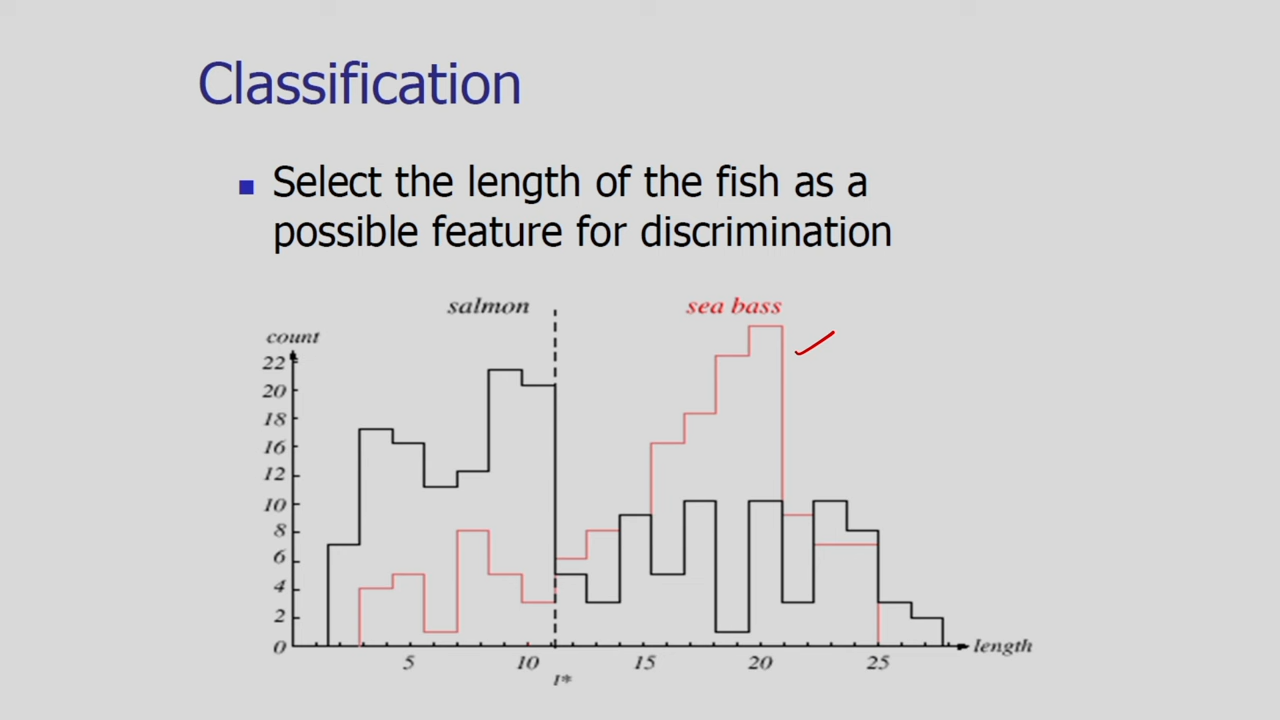 Classification
Select the length of the fish as a
possible feature for discrimination
salmon
sea bass
count
22
20
18
16
12
10
8
6
4
2
0
5
10
15
20
25
length
l*